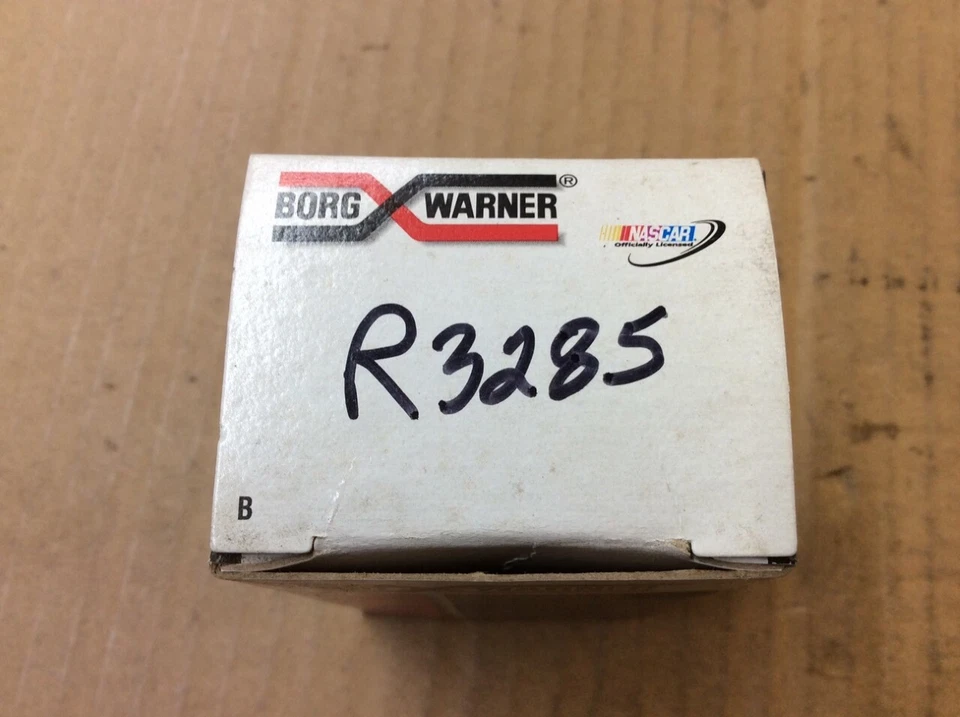 BORG WARNER ®
NASCAR.
Officially Licensed
R3285
B